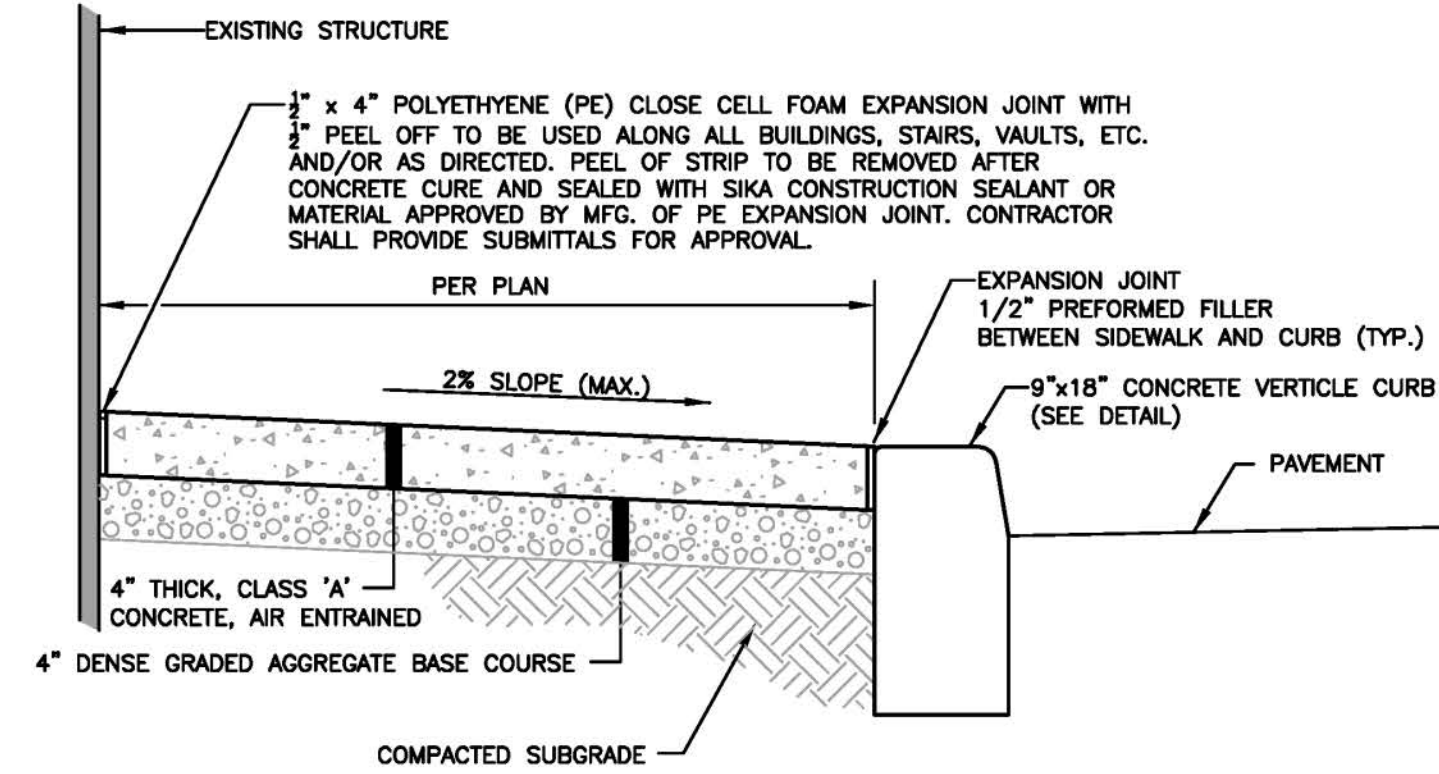 EXISTING STRUCTURE
½" x 4" POLYETHYENE (PE) CLOSE CELL FOAM EXPANSION JOINT WITH
½" PEEL OFF TO BE USED ALONG ALL BUILDINGS, STAIRS, VAULTS, ETC.
AND/OR AS DIRECTED. PEEL OF STRIP TO BE REMOVED AFTER
CONCRETE CURE AND SEALED WITH SIKA CONSTRUCTION SEALANT OR
MATERIAL APPROVED BY MFG. OF PE EXPANSION JOINT. CONTRACTOR
SHALL PROVIDE SUBMITTALS FOR APPROVAL.
PER PLAN
EXPANSION JOINT
1/2" PREFORMED FILLER
BETWEEN SIDEWALK AND CURB (TYP.)
2% SLOPE (MAX.)
9"x18" CONCRETE VERTICLE CURB
(SEE DETAIL)
PAVEMENT
4" THICK, CLASS 'A'
CONCRETE, AIR ENTRAINED
4" DENSE GRADED AGGREGATE BASE COURSE
COMPACTED SUBGRADE